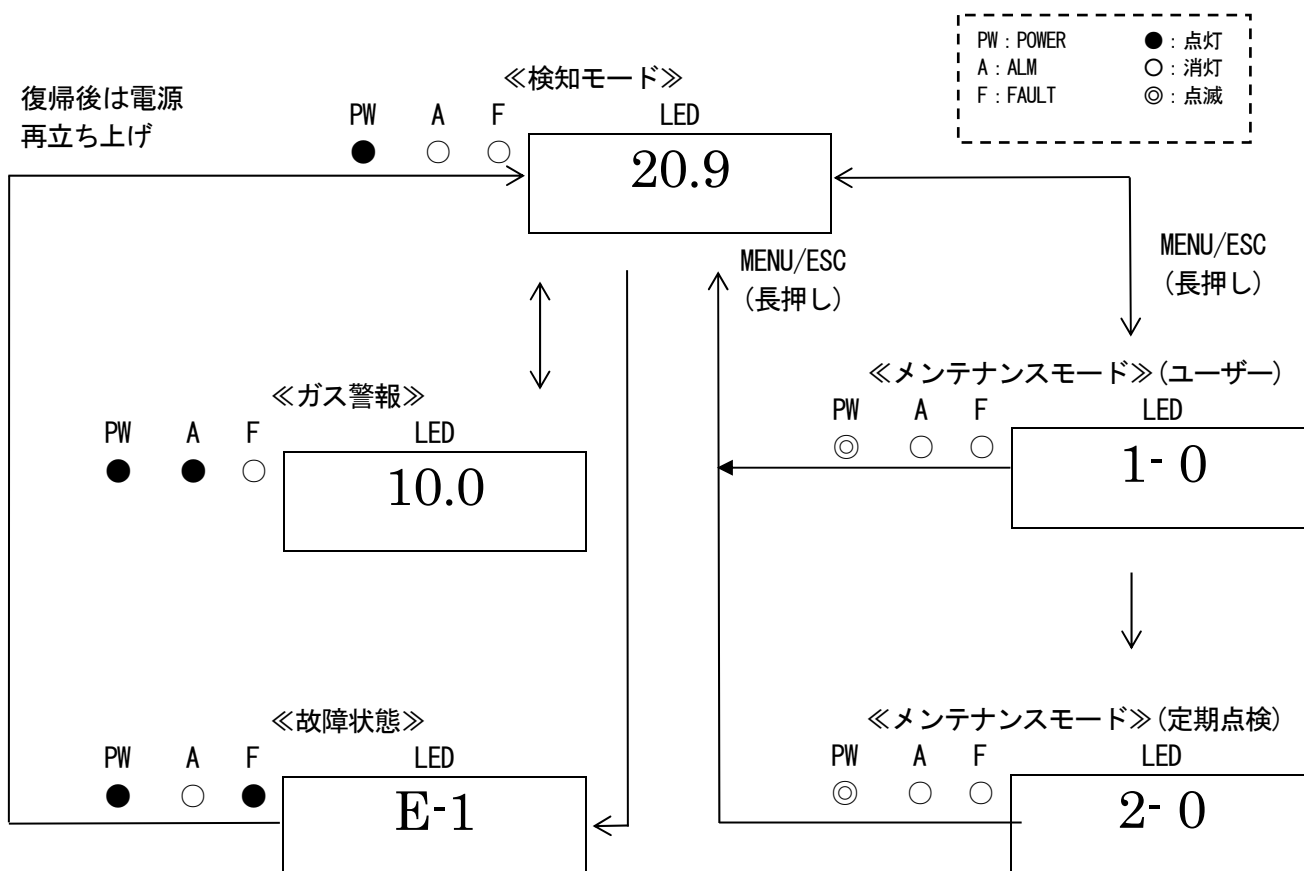 PW：POWER ●：点灯
A：ALM ○：消灯
F：FAULT ◎：点滅
≪検知モード≫
復帰後は電源
再立ち上げ
PW A F LED
● ○ ○ 20.9
MENU/ESC
(長押し)
MENU/ESC
(長押し)
≪ガス警報≫
PW A F LED
● ● ○ 10.0
≪メンテナンスモード≫(ユーザー)
PW A F LED
◎ ○ ○ 1-0
≪故障状態≫
PW A F LED
● ○ ● E-1
≪メンテナンスモード≫(定期点検)
PW A F LED
◎ ○ ○ 2-0